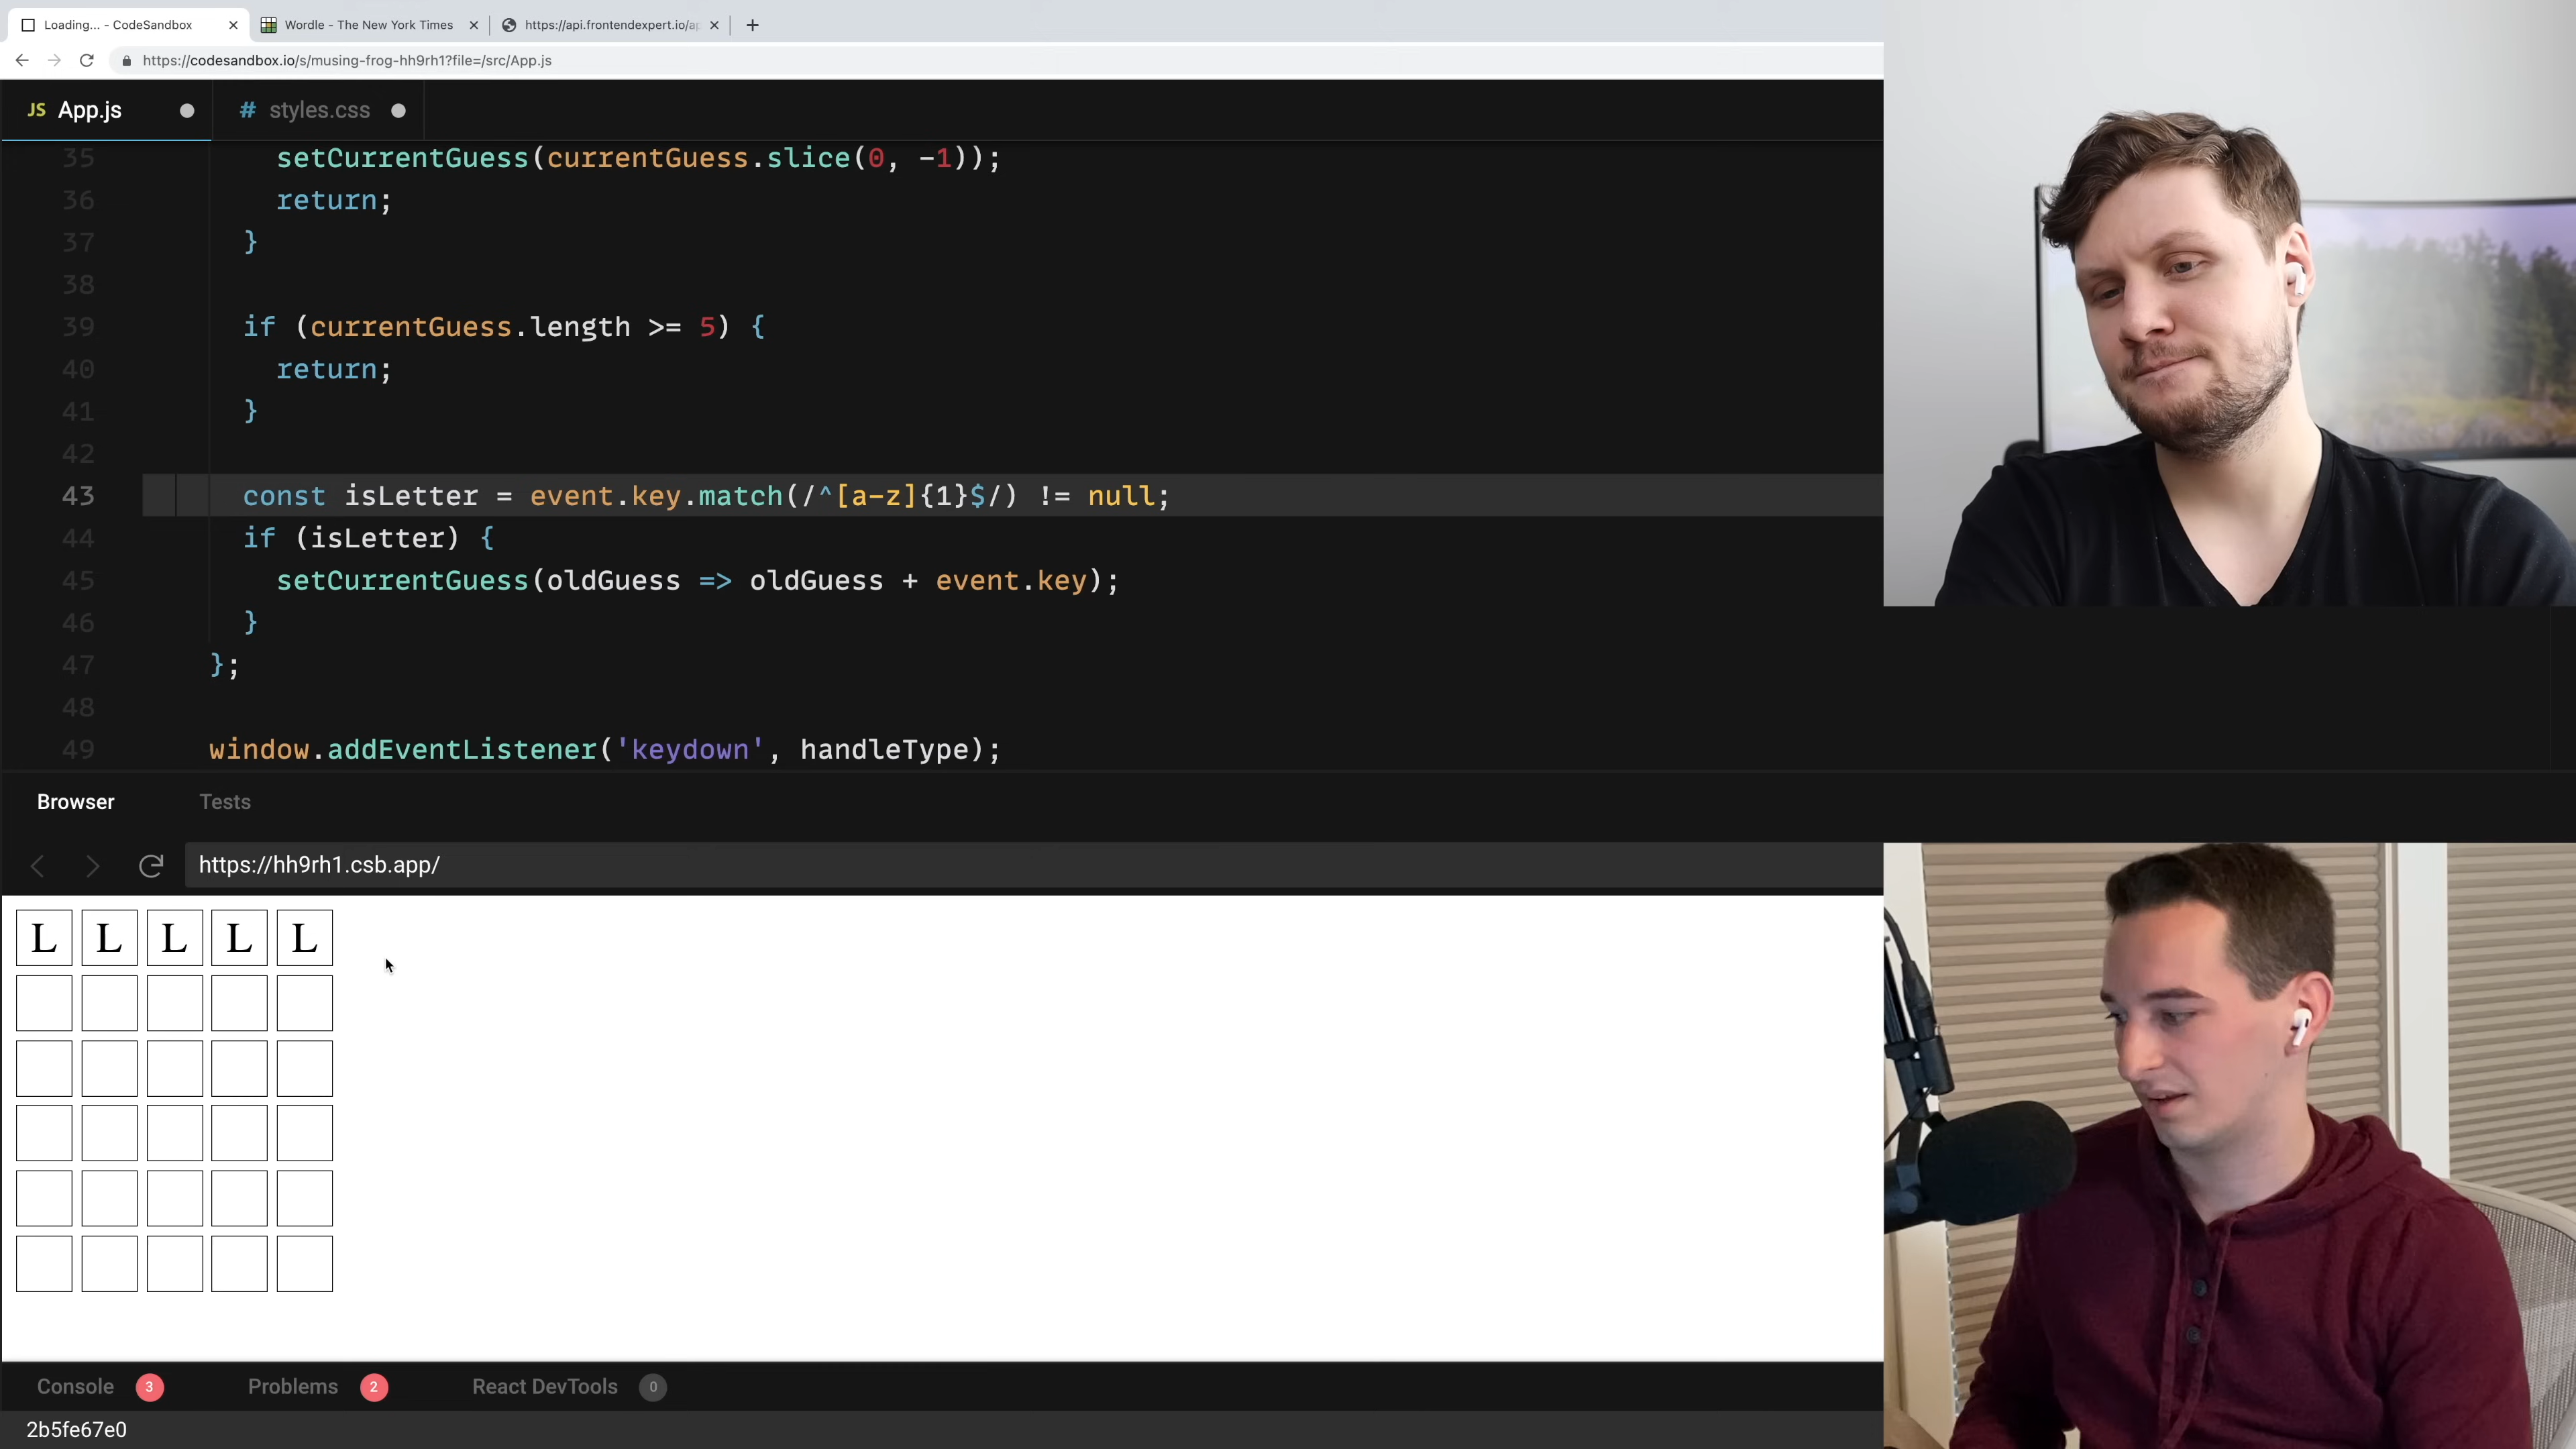 Loading... - CodeSandbox
Wordle - The New York Times
https://api.frontendexpert.io/ap
https://codesandbox.io/s/musing-frog-hh9rh1?file=/src/App.js
JS App.js
# styles.css
35 setCurrentGuess(currentGuess.slice(0, -1));
36 return;
37 }
38
39 if (currentGuess.length >= 5) {
40 return;
41 }
42
43 const isLetter = event.key.match(/^[a-z]{1}$/) != null;
44 if (isLetter) {
45 setCurrentGuess(oldGuess => oldGuess + event.key);
46 }
47 };
48
49 window.addEventListener('keydown', handleType);
Browser Tests
https://hh9rh1.csb.app/
L L L L L
Console 3 Problems 2 React DevTools 0
2b5fe67e0